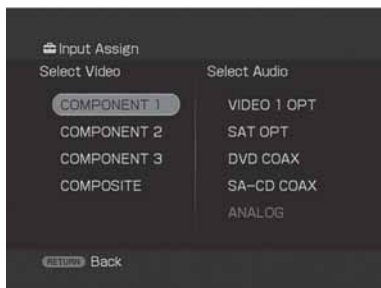 Input Assign
Select Video
COMPONENT 1
COMPONENT 2
COMPONENT 3
COMPOSITE
Select Audio
VIDEO 1 OPT
SAT OPT
DVD COAX
SA-CD COAX
ANALOG
RETURN Back